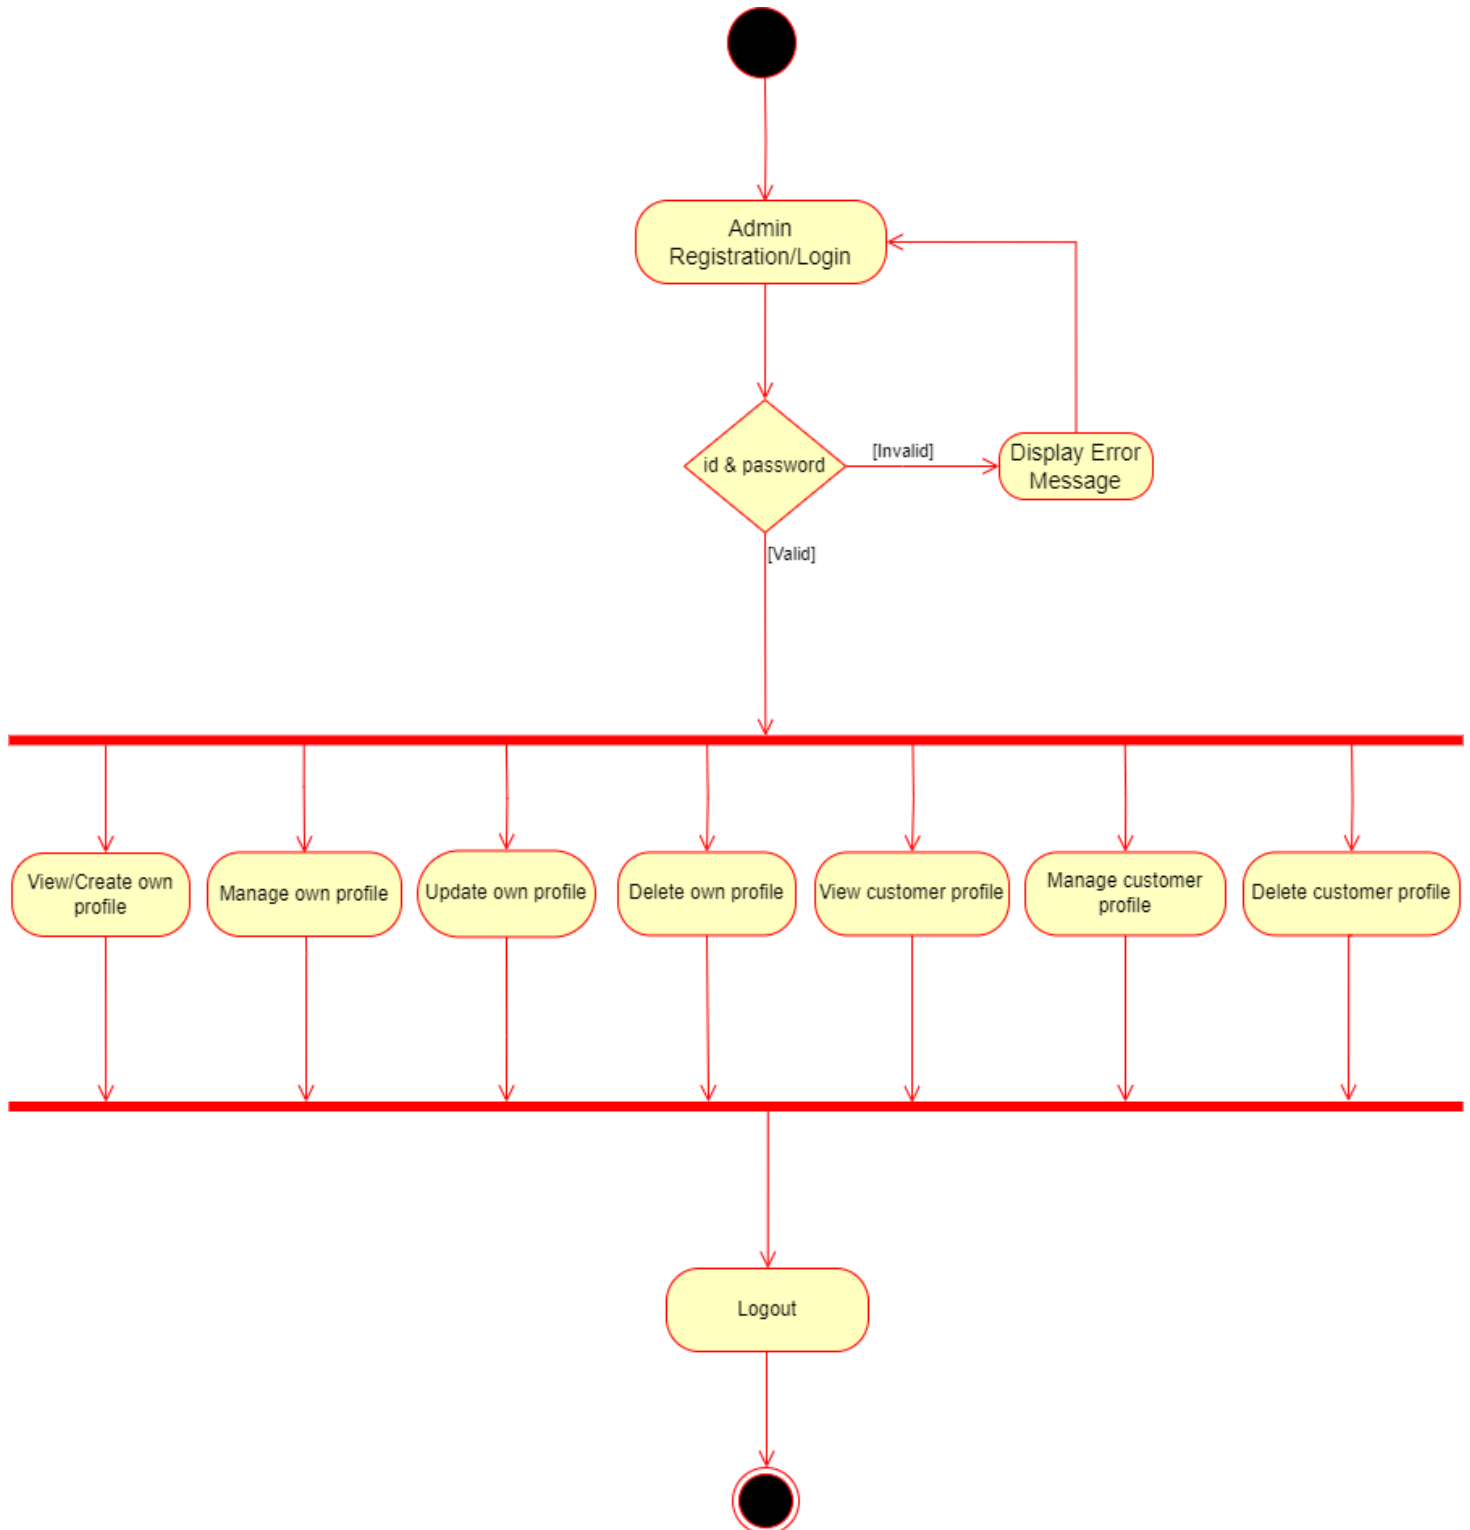 Admin
Registration/Login
id & password
[Invalid]
Display Error
Message
[Valid]
View/Create own
profile
Manage own profile
Update own profile
Delete own profile
View customer profile
Manage customer
profile
Delete customer profile
Logout